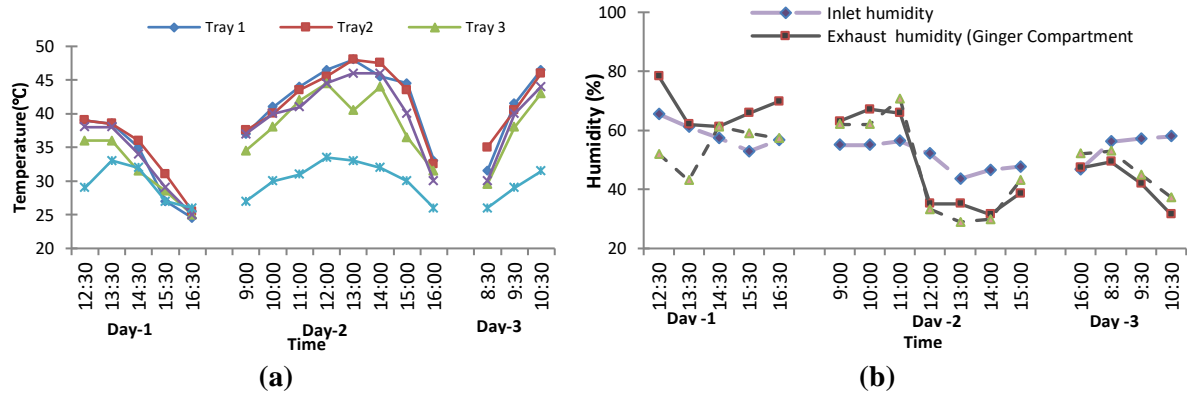 Tray 1 Tray2 Tray 3
50
45
40
35
30
25
20
Temperature(ºC)
12:30 13:30 14:30 15:30 16:30 9:00 10:00 11:00 12:00 13:00 14:00 15:00 16:00 8:30 9:30 10:30
Day-1 Day-2 Day-3
Time
(a)
Inlet humidity
Exhaust humidity (Ginger Compartment
100
80
60
40
20
Humidity (%)
12:30 13:30 14:30 15:30 16:30 9:00 10:00 11:00 12:00 13:00 14:00 15:00 16:00 8:30 9:30 10:30
Day -1 Day -2 Day -3
Time
(b)